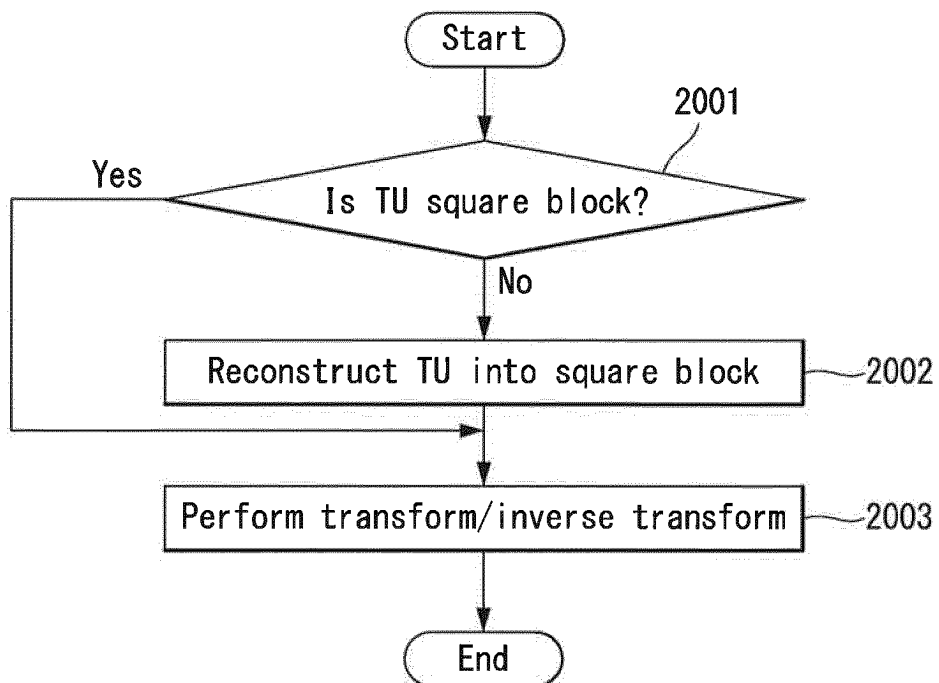 Start
2001
Yes
Is TU square block?
No
Reconstruct TU into square block
2002
Perform transform/inverse transform
2003
End